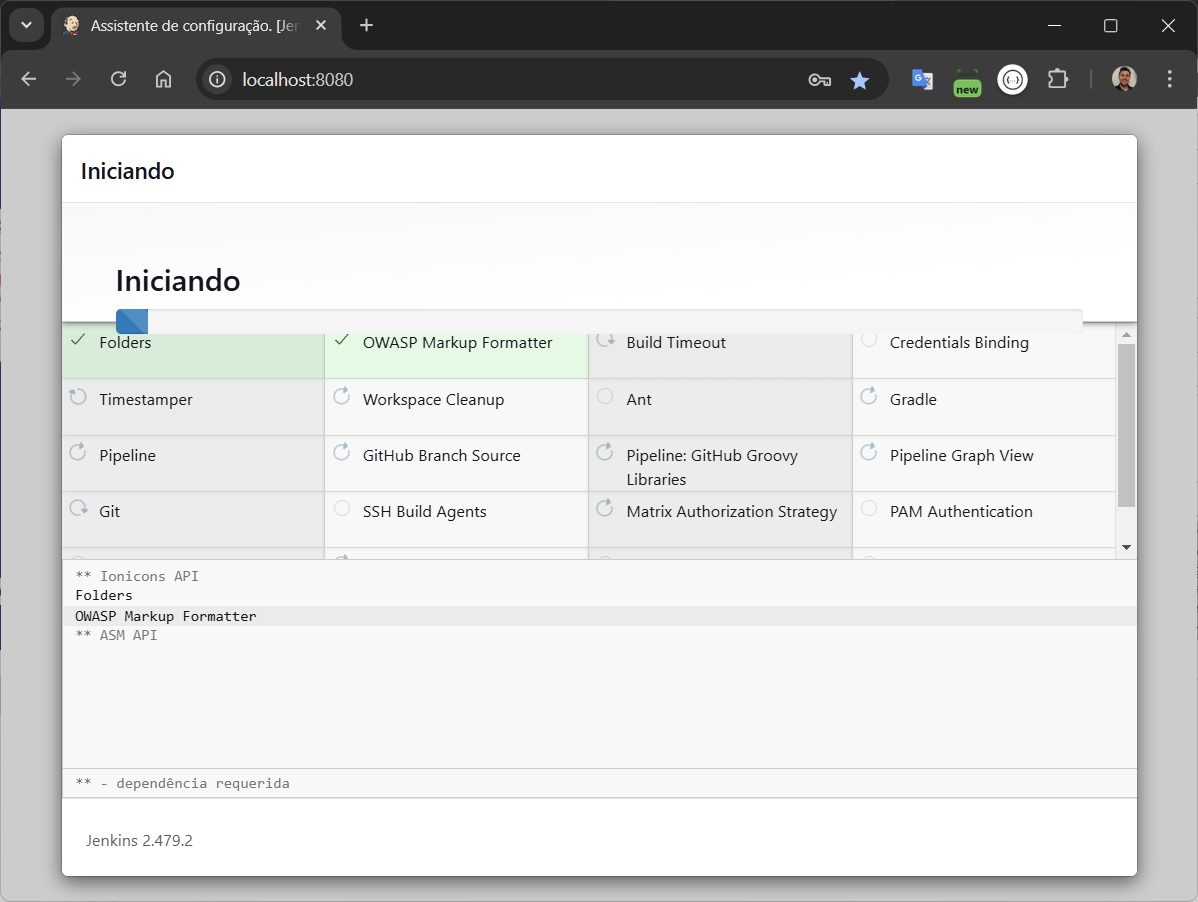 Assistente de configuração. [Jen
localhost:8080
new
Iniciando
Iniciando
Folders
OWASP Markup Formatter
Build Timeout
Credentials Binding
Timestamper
Workspace Cleanup
Ant
Gradle
Pipeline
GitHub Branch Source
Pipeline: GitHub Groovy
Libraries
Pipeline Graph View
Git
SSH Build Agents
Matrix Authorization Strategy
PAM Authentication
** Ionicons API
Folders
OWASP Markup Formatter
** ASM API
** - dependência requerida
Jenkins 2.479.2